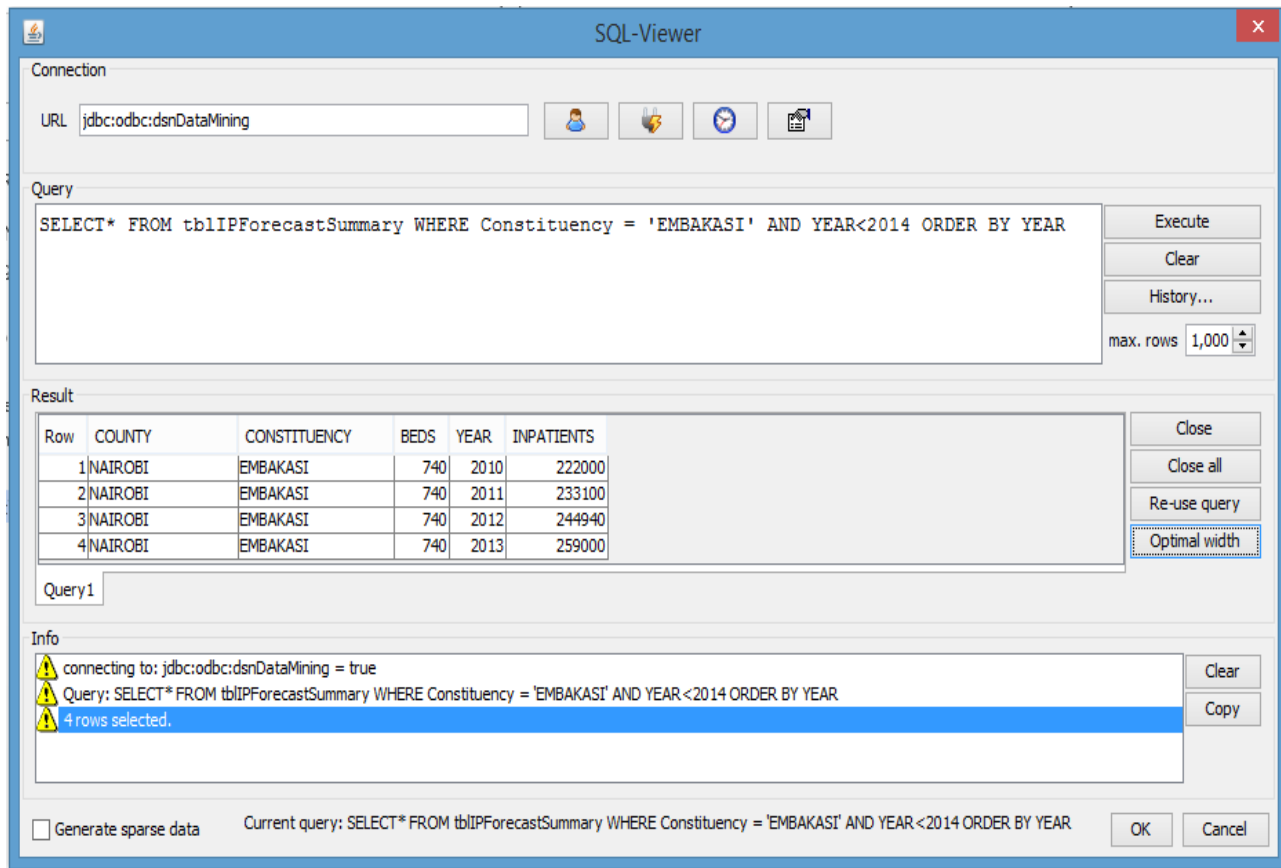 SQL-Viewer
Connection
URL jdbc:odbc:dsnDataMining
Query
SELECT* FROM tblIPForecastSummary WHERE Constituency = 'EMBAKASI' AND YEAR<2014 ORDER BY YEAR
Execute
Clear
History...
max. rows 1,000
Result
Row COUNTY CONSTITUENCY BEDS YEAR INPATIENTS
1 NAIROBI EMBAKASI 740 2010 222000
2 NAIROBI EMBAKASI 740 2011 233100
3 NAIROBI EMBAKASI 740 2012 244940
4 NAIROBI EMBAKASI 740 2013 259000
Query1
Close
Close all
Re-use query
Optimal width
Info
connecting to: jdbc:odbc:dsnDataMining = true
Query: SELECT* FROM tblIPForecastSummary WHERE Constituency = 'EMBAKASI' AND YEAR<2014 ORDER BY YEAR
4 rows selected.
Clear
Copy
Generate sparse data
Current query: SELECT* FROM tblIPForecastSummary WHERE Constituency = 'EMBAKASI' AND YEAR<2014 ORDER BY YEAR
OK
Cancel